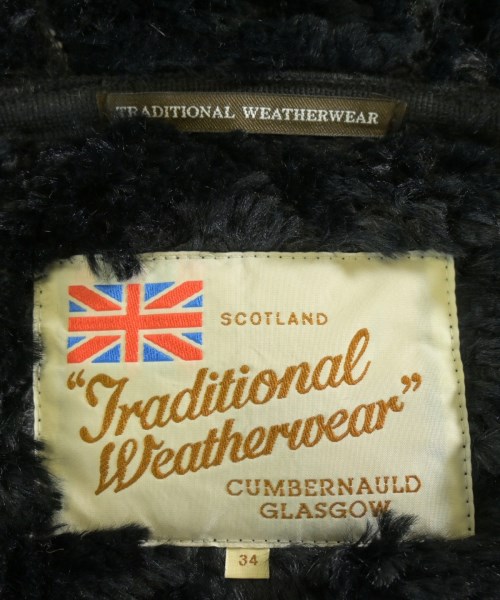 TRADITIONAL WEATHERWEAR
SCOTLAND
"Traditional
Weatherwear"
CUMBERNAULD
GLASGOW
34